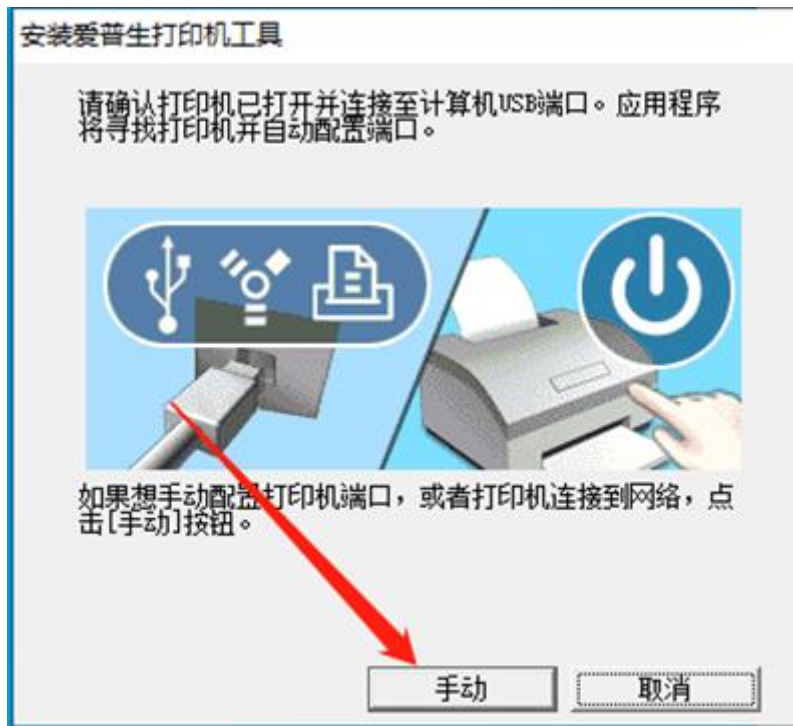 安装爱普生打印机工具
请确认打印机已打开并连接至计算机USB端口。应用程序
将寻找打印机并自动配置端口。
如果想手动配置打印机端口，或者打印机连接到网络，点
击[手动]按钮。
手动
取消